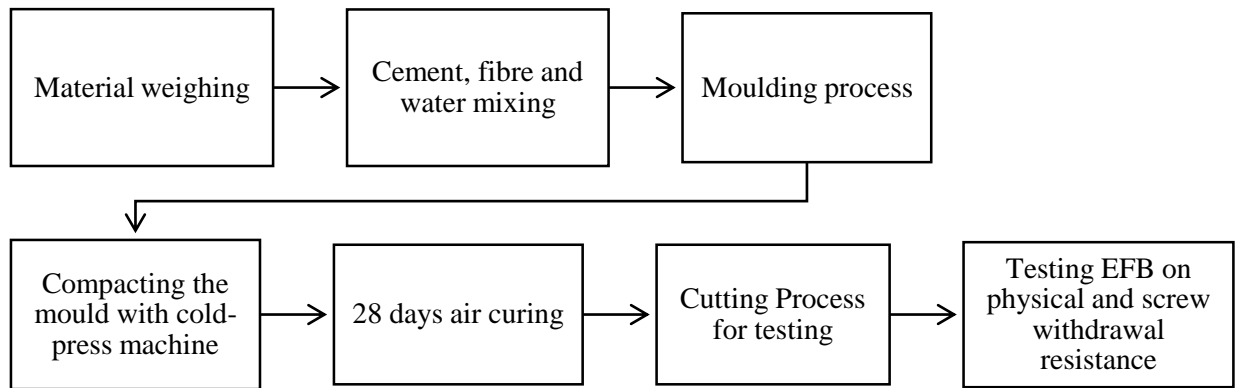 Material weighing
Cement, fibre and
water mixing
Moulding process
Compacting the
mould with cold-
press machine
28 days air curing
Cutting Process
for testing
Testing EFB on
physical and screw
withdrawal
resistance